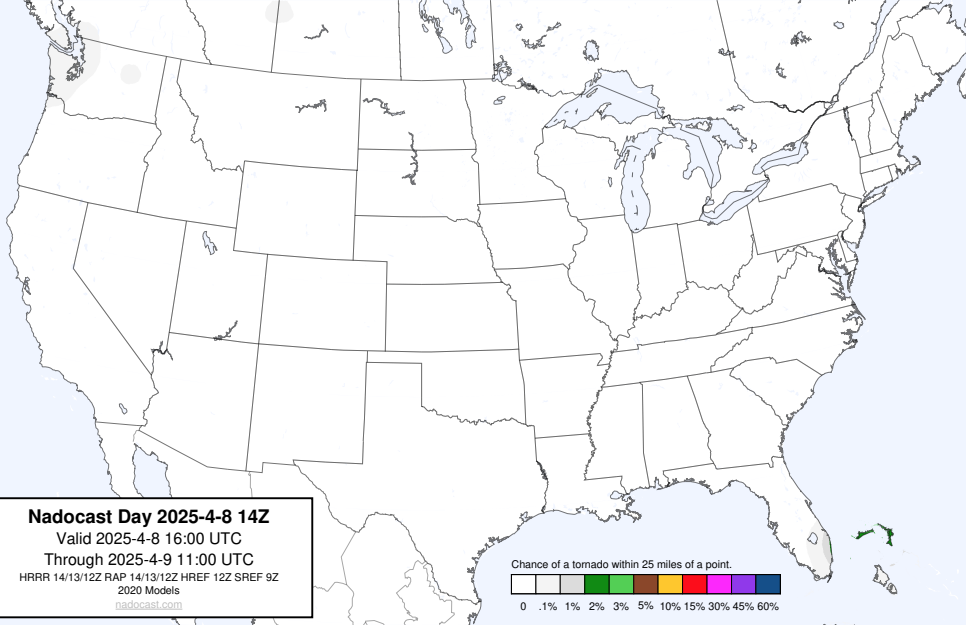 Nadocast Day 2025-4-8 14Z
Valid 2025-4-8 16:00 UTC
Through 2025-4-9 11:00 UTC
HRRR 14/13/12Z RAP 14/13/12Z HREF 12Z SREF 9Z
2020 Models
nadocast.com
Chance of a tornado within 25 miles of a point.
0 .1% 1% 2% 3% 5% 10% 15% 30% 45% 60%